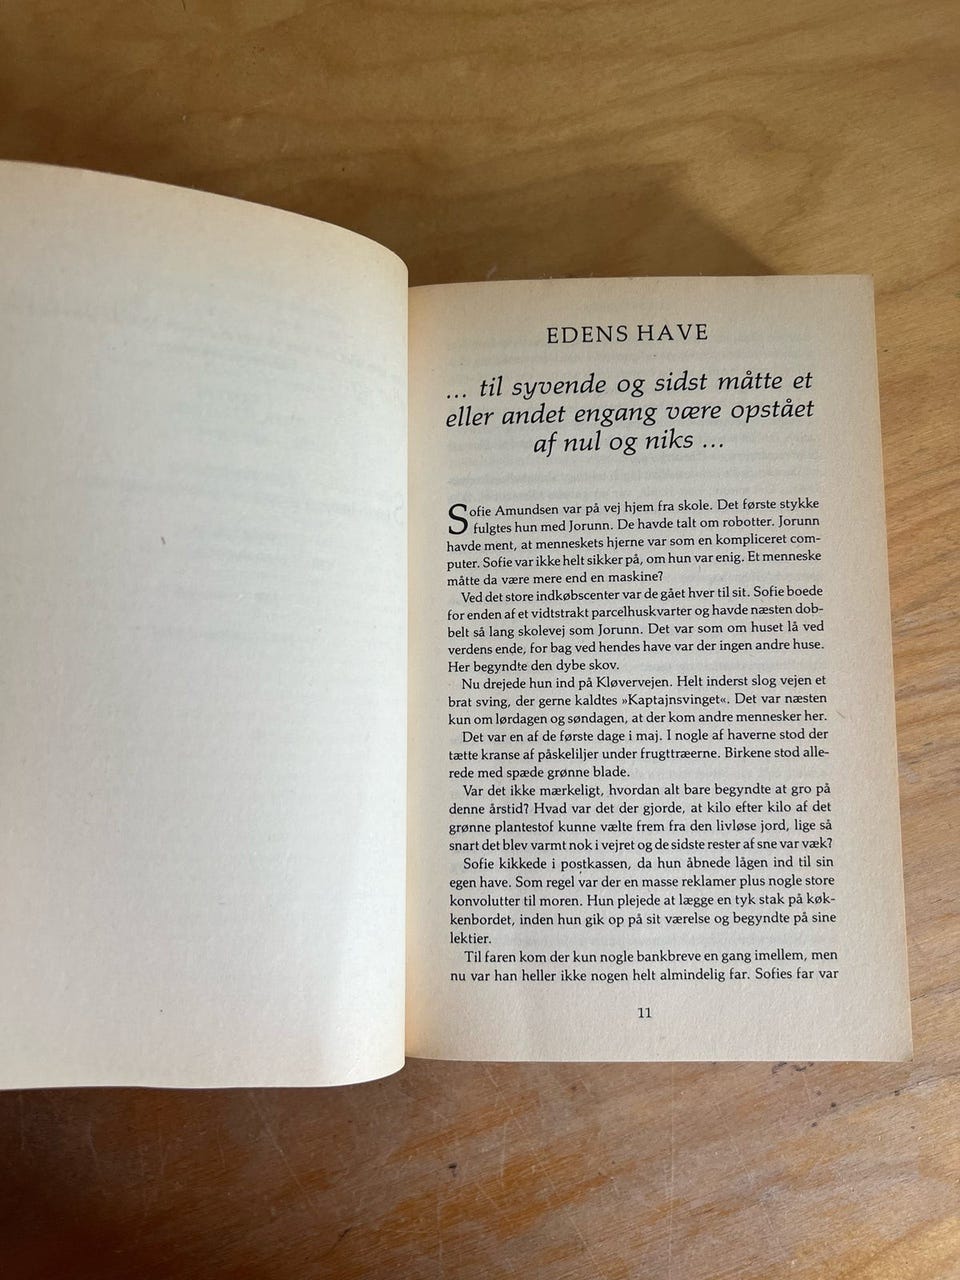 EDENS HAVE
... til syvende og sidst måtte et
eller andet engang være opstået
af nul og niks ...
Sofie Amundsen var på vej hjem fra skole. Det første stykke
fulgtes hun med Jorunn. De havde talt om robotter. Jorunn
havde ment, at menneskets hjerne var som en kompliceret com-
puter. Sofie var ikke helt sikker på, om hun var enig. Et menneske
måtte da være mere end en maskine?
Ved det store indkøbscenter var de gået hver til sit. Sofie boede
for enden af et vidtstrakt parcelhuskvarter og havde næsten dob-
belt så lang skolevej som Jorunn. Det var som om huset lå ved
verdens ende, for bag ved hendes have var der ingen andre huse.
Her begyndte den dybe skov.
Nu drejede hun ind på Kløvervejen. Helt inderst slog vejen et
brat sving, der gerne kaldtes »Kaptajnsvinget«. Det var næsten
kun om lørdagen og søndagen, at der kom andre mennesker her.
Det var en af de første dage i maj. I nogle af haverne stod der
tætte kranse af påskeliljer under frugttræerne. Birkene stod alle-
rede med spæde grønne blade.
Var det ikke mærkeligt, hvordan alt bare begyndte at gro på
denne årstid? Hvad var det der gjorde, at kilo efter kilo af det
grønne plantestof kunne vælte frem fra den livløse jord, lige så
snart det blev varmt nok i vejret og de sidste rester af sne var væk?
Sofie kikkede i postkassen, da hun åbnede lågen ind til sin
egen have. Som regel var der en masse reklamer plus nogle store
konvolutter til moren. Hun plejede at lægge en tyk stak på køk-
kenbordet, inden hun gik op på sit værelse og begyndte på sine
lektier.
Til faren kom der kun nogle bankbreve en gang imellem, men
nu var han heller ikke nogen helt almindelig far. Sofies far var
11